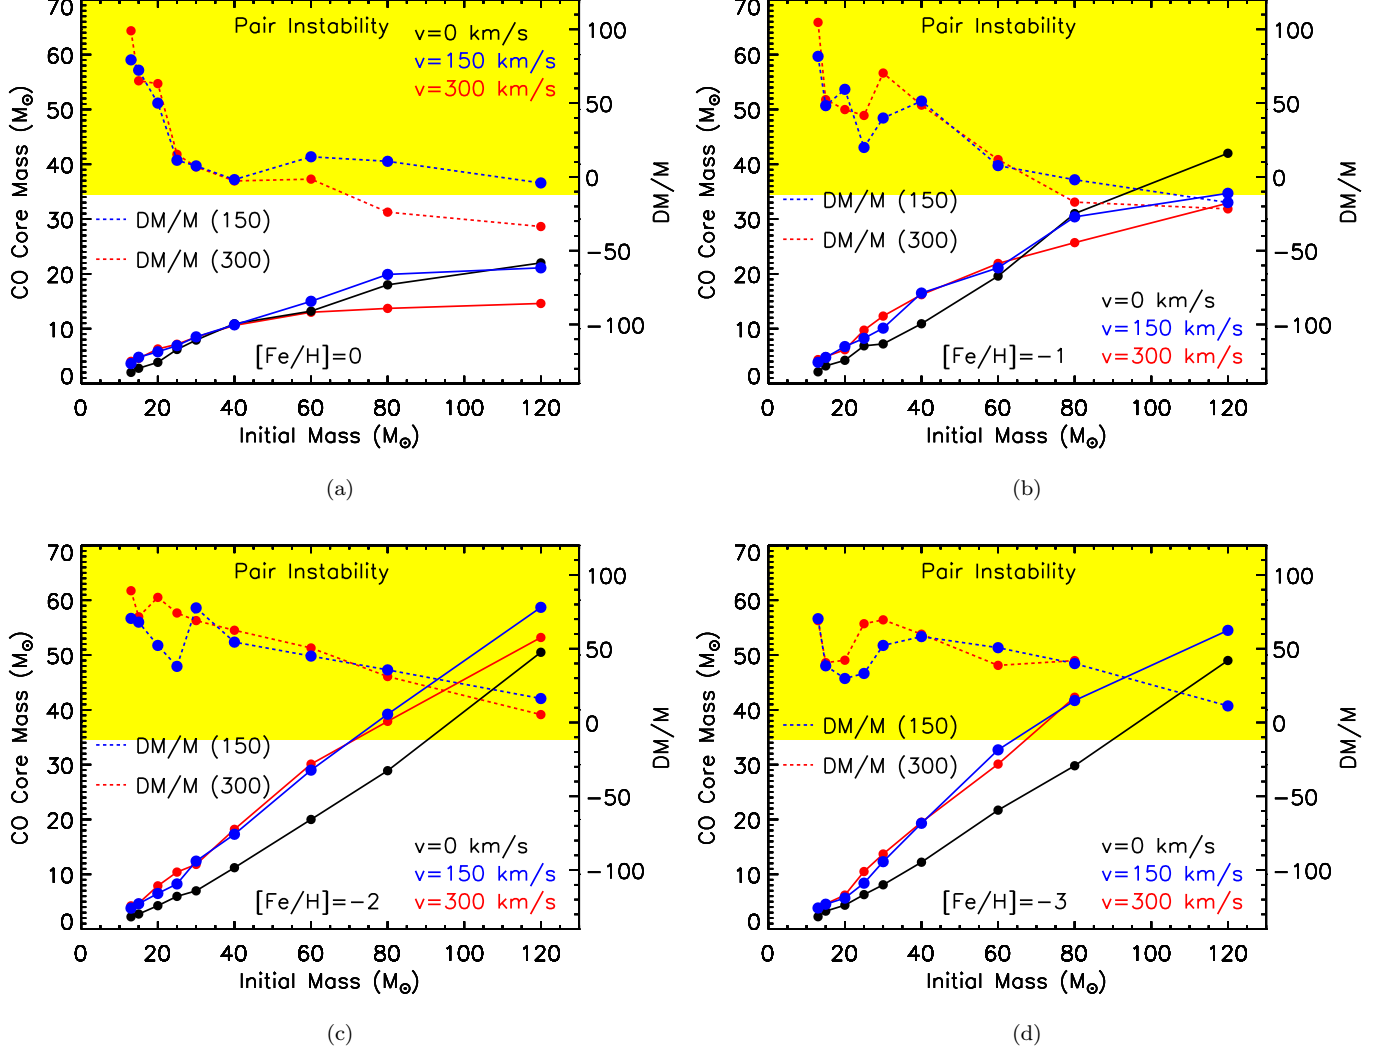 Pair Instability
v=0 km/s
v=150 km/s
v=300 km/s
DM/M (150)
DM/M (300)
[Fe/H]=0
CO Core Mass (M⊙)
70
60
50
40
30
20
10
0
DM/M
100
50
0
−50
−100
0 20 40 60 80 100 120
Initial Mass (M⊙)
(a)
Pair Instability
DM/M (150)
DM/M (300)
v=0 km/s
v=150 km/s
v=300 km/s
[Fe/H]=−1
CO Core Mass (M⊙)
70
60
50
40
30
20
10
0
DM/M
100
50
0
−50
−100
0 20 40 60 80 100 120
Initial Mass (M⊙)
(b)
Pair Instability
DM/M (150)
DM/M (300)
v=0 km/s
v=150 km/s
v=300 km/s
[Fe/H]=−2
CO Core Mass (M⊙)
70
60
50
40
30
20
10
0
DM/M
100
50
0
−50
−100
0 20 40 60 80 100 120
Initial Mass (M⊙)
(c)
Pair Instability
DM/M (150)
DM/M (300)
v=0 km/s
v=150 km/s
v=300 km/s
[Fe/H]=−3
CO Core Mass (M⊙)
70
60
50
40
30
20
10
0
DM/M
100
50
0
−50
−100
0 20 40 60 80 100 120
Initial Mass (M⊙)
(d)